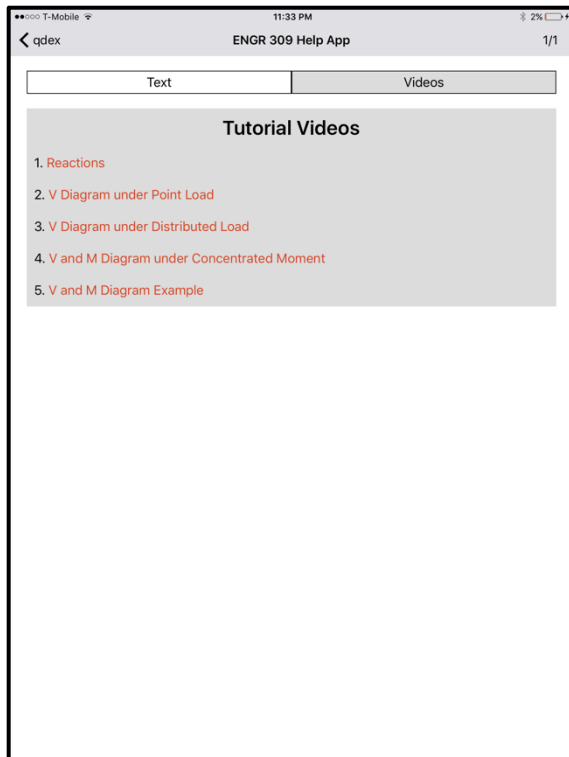 T-Mobile 11:33 PM 2%
qdex ENGR 309 Help App 1/1
Text Videos
Tutorial Videos
1. Reactions
2. V Diagram under Point Load
3. V Diagram under Distributed Load
4. V and M Diagram under Concentrated Moment
5. V and M Diagram Example